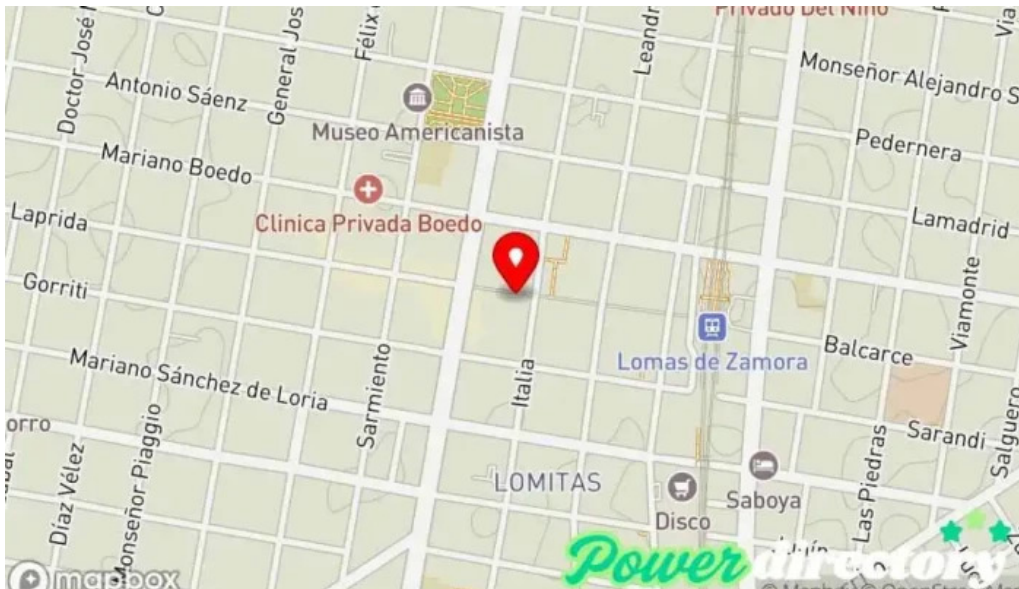 Privado Del Niño
Doctor José
General Jos
Félix
Leandr
Antonio Sáenz
Monseñor Alejandro S
Museo Americanista
Pedernera
Mariano Boedo
Clinica Privada Boedo
Lamadrid
Laprida
Gorriti
Viamonte
Lomas de Zamora
Balcarce
Mariano Sánchez de Loria
Sarmiento
Italia
Monseñor Piaggio
Díaz Vélez
orro
Sarandi
Salguero
Las Piedras
LOMITAS
Saboya
Disco
Power directory
mapbox